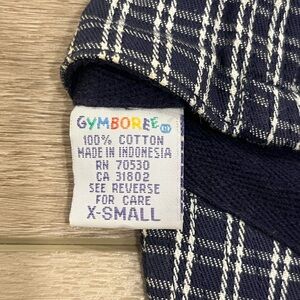 GYMBOREE
100% COTTON
MADE IN INDONESIA
RN 70530
CA 31802
SEE REVERSE
FOR CARE
X-SMALL